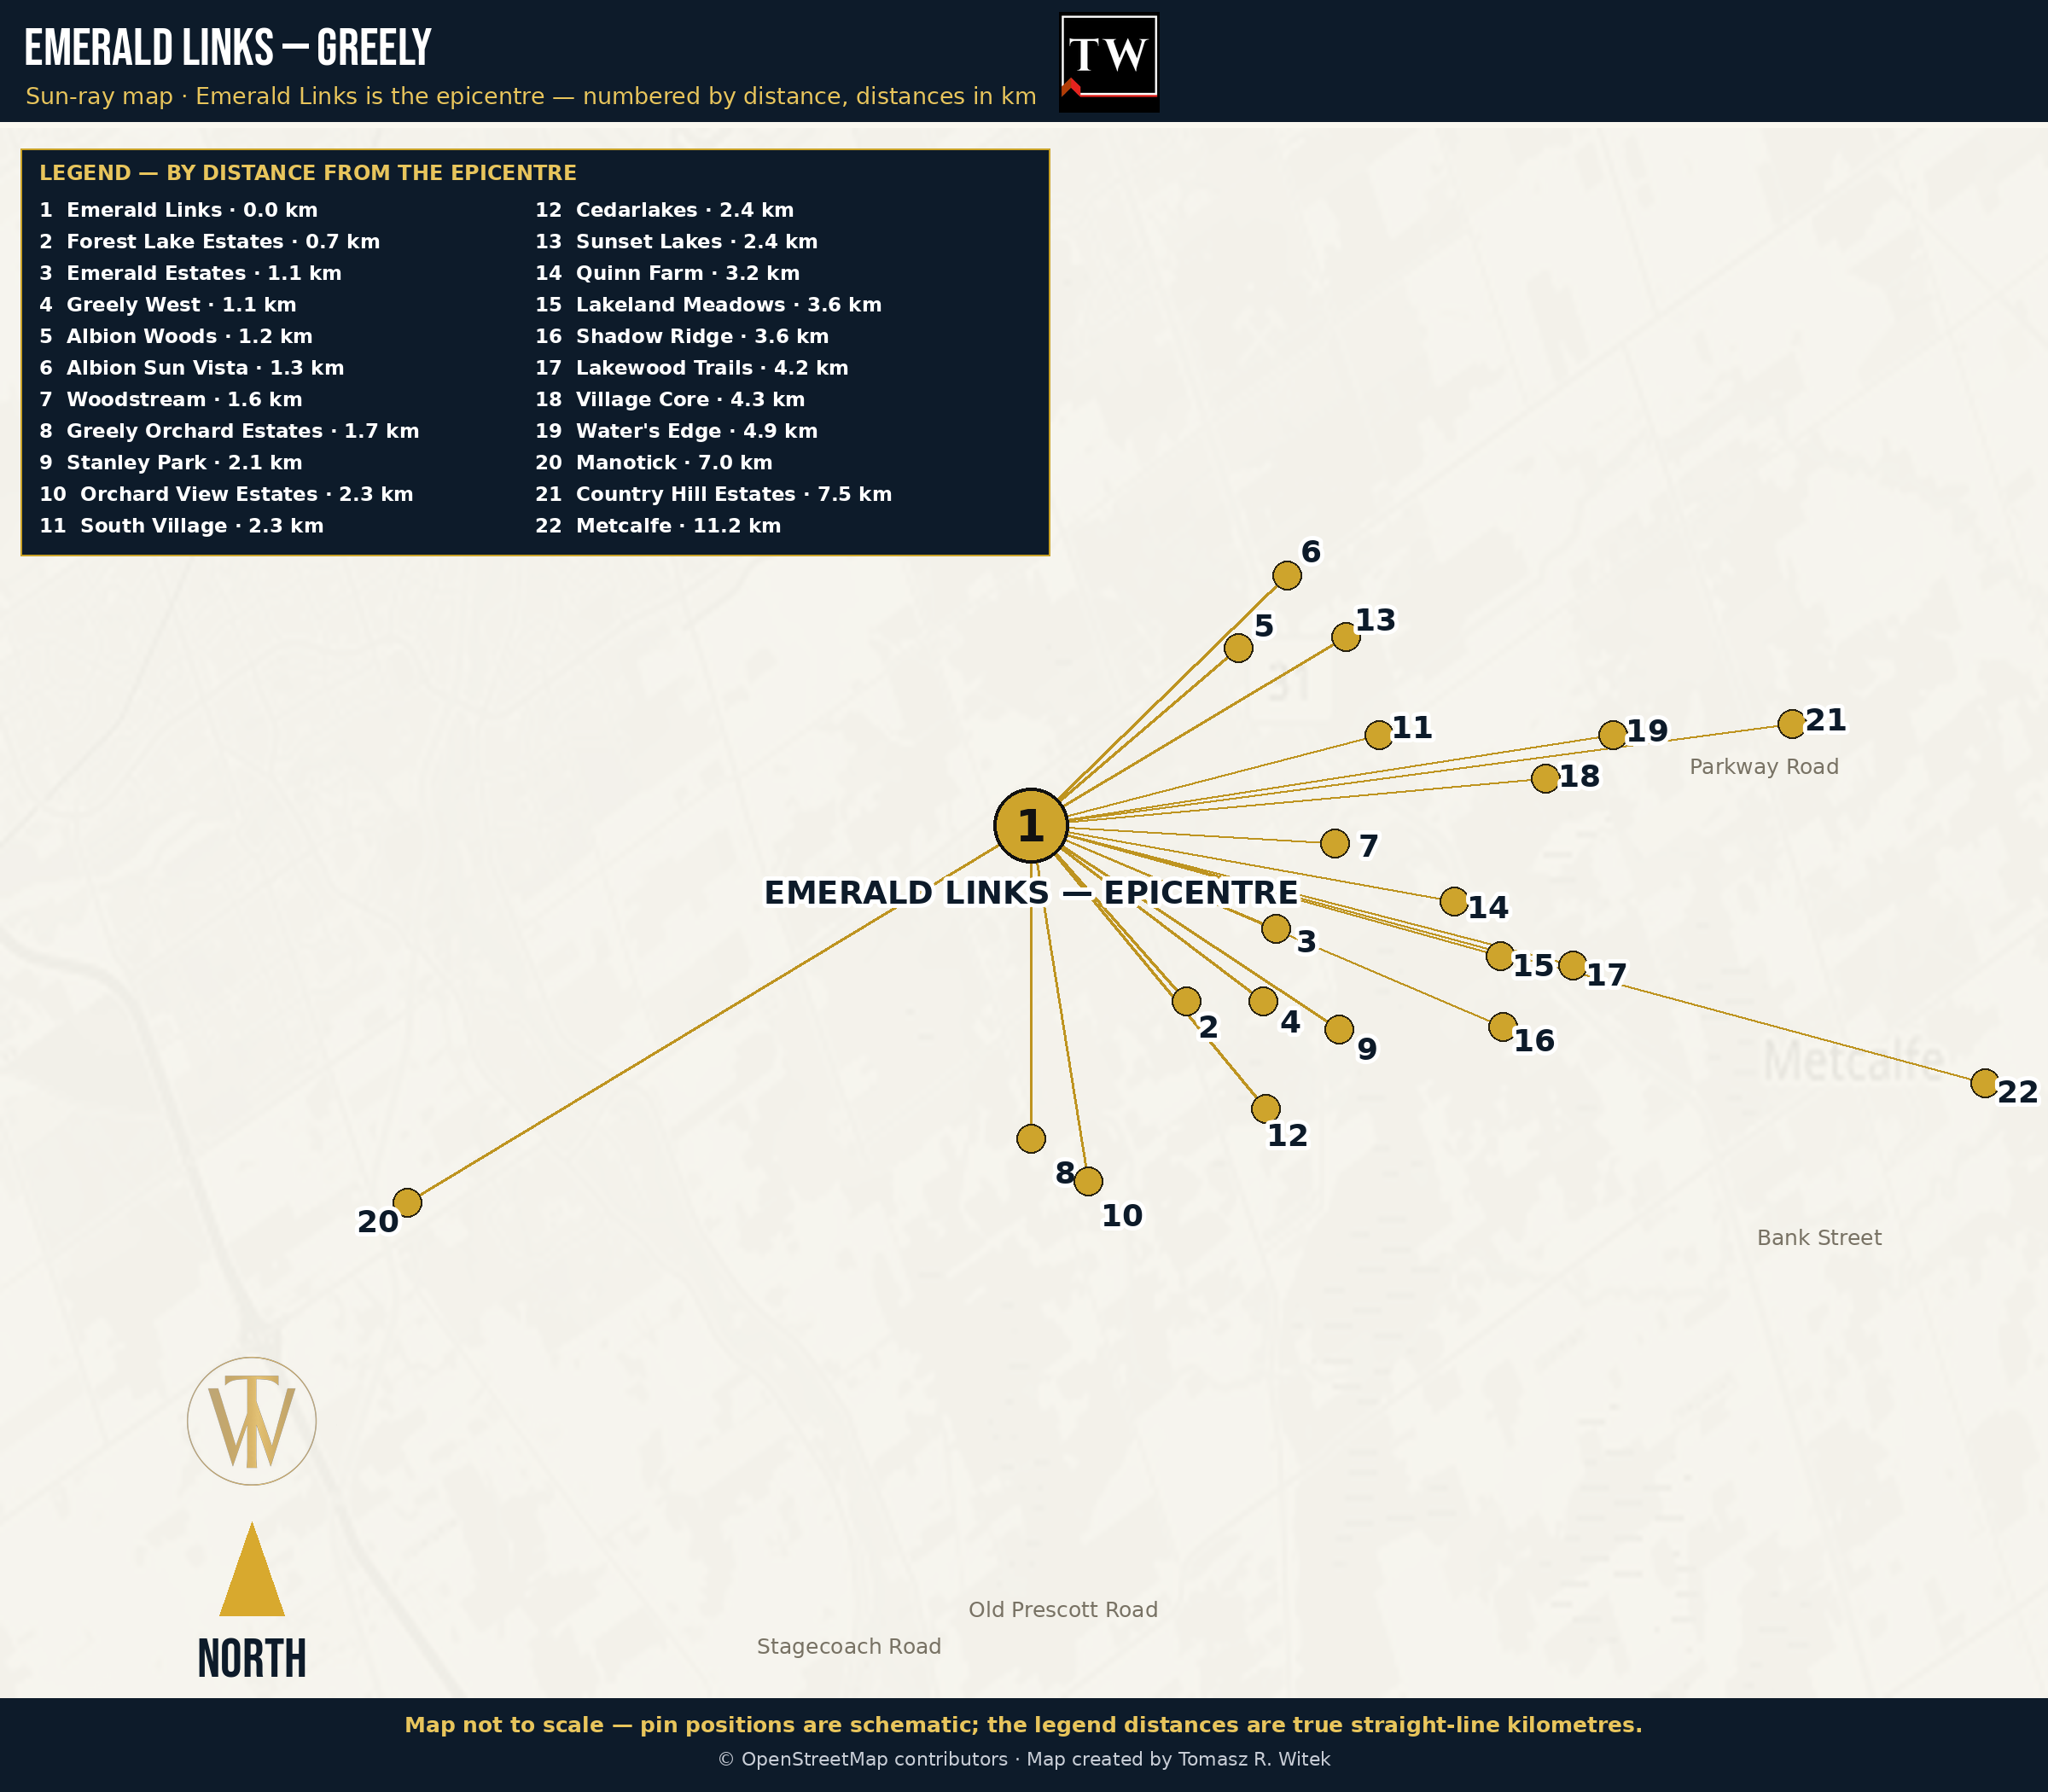 EMERALD LINKS — GREELY
Sun-ray map · Emerald Links is the epicentre — numbered by distance, distances in km
TW
LEGEND — BY DISTANCE FROM THE EPICENTRE
1 Emerald Links · 0.0 km
2 Forest Lake Estates · 0.7 km
3 Emerald Estates · 1.1 km
4 Greely West · 1.1 km
5 Albion Woods · 1.2 km
6 Albion Sun Vista · 1.3 km
7 Woodstream · 1.6 km
8 Greely Orchard Estates · 1.7 km
9 Stanley Park · 2.1 km
10 Orchard View Estates · 2.3 km
11 South Village · 2.3 km
12 Cedarlakes · 2.4 km
13 Sunset Lakes · 2.4 km
14 Quinn Farm · 3.2 km
15 Lakeland Meadows · 3.6 km
16 Shadow Ridge · 3.6 km
17 Lakewood Trails · 4.2 km
18 Village Core · 4.3 km
19 Water's Edge · 4.9 km
20 Manotick · 7.0 km
21 Country Hill Estates · 7.5 km
22 Metcalfe · 11.2 km
6
5
13
31
11
19
21
18
Parkway Road
1
7
EMERALD LINKS — EPICENTRE
14
3
15
17
2
4
9
16
Metcalfe
22
12
8
10
20
Bank Street
TW
NORTH
Old Prescott Road
Stagecoach Road
Map not to scale — pin positions are schematic; the legend distances are true straight-line kilometres.
© OpenStreetMap contributors · Map created by Tomasz R. Witek